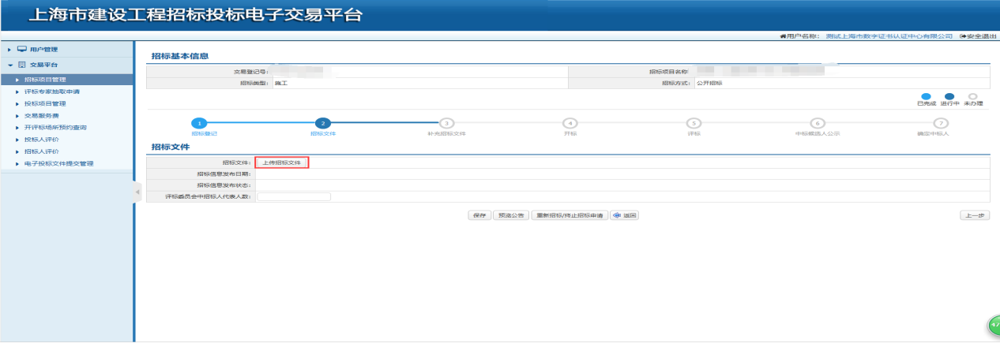 上海市建设工程招标投标电子交易平台
用户名称: 测试上海市数字证书认证中心有限公司 安全退出
用户管理
交易平台
招标项目管理
评标专家抽取申请
投标项目管理
交易服务费
开评标场所预约查询
投标人评价
招标人评价
电子投标文件提交管理
招标基本信息
交易登记号: 招标项目名称:
招标类型: 施工 招标方式: 公开招标
已完成 进行中 未办理
1 2 3 4 5 6 7
招标登记 招标文件 补充招标文件 开标 评标 中标候选人公示 确定中标人
招标文件
招标文件: 上传招标文件
招标信息发布日期:
招标信息发布状态:
评标委员会中招标人代表人数:
保存 预览公告 重新招标/终止招标申请 返回 上一步